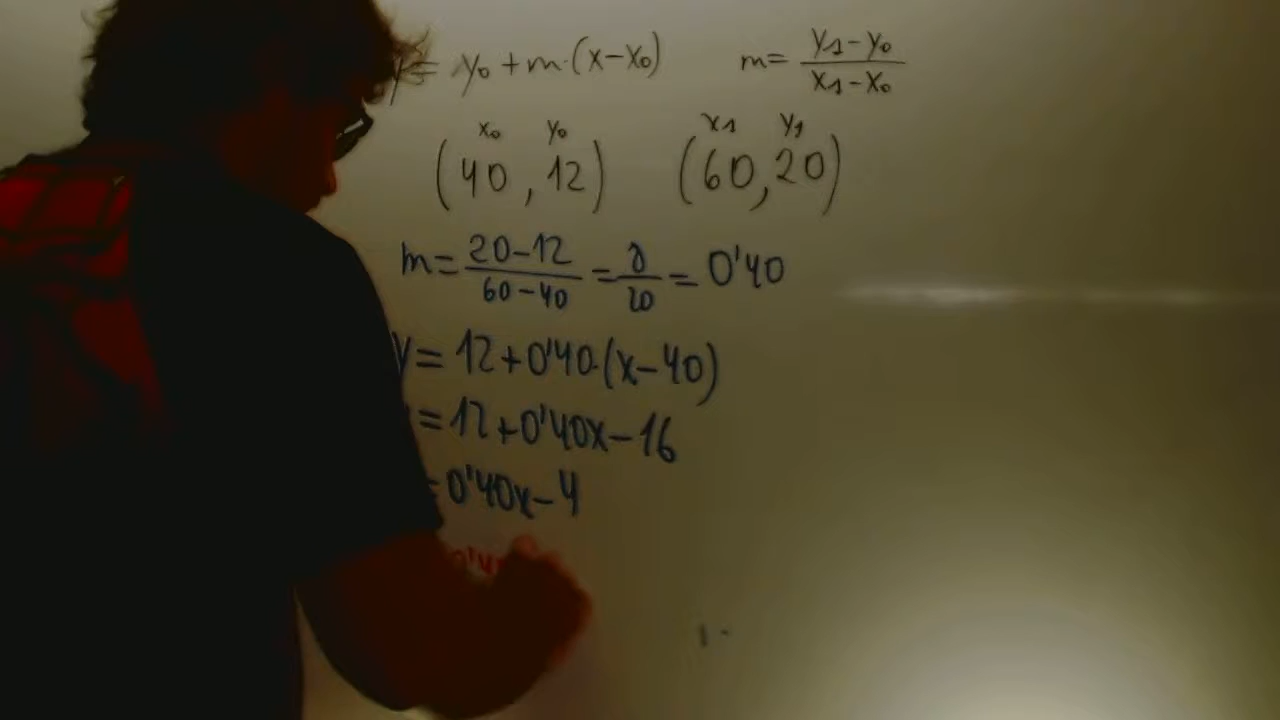 y = y₀ + m·(x-x₀) m= y₁-y₀/x₁-x₀
x₀ y₀ x₁ y₁
(40, 12) (60, 20)
m = 20-12/60-40 = 8/20 = 0'40
y = 12+0'40·(x-40)
= 12+0'40x-16
= 0'40x-4